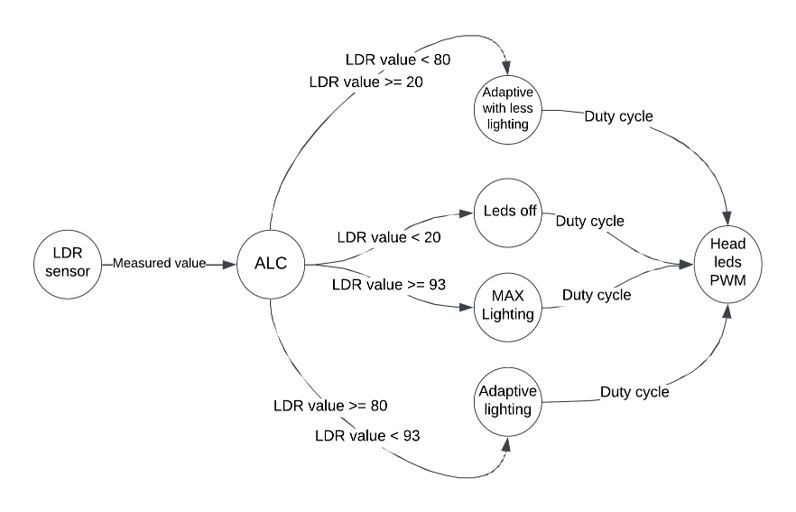 LDR value < 80
LDR value >= 20
Adaptive
with less
lighting
Duty cycle
Leds off
Duty cycle
LDR value < 20
LDR
sensor
Measured value
ALC
Head
leds
PWM
LDR value >= 93
MAX
Lighting
Duty cycle
Adaptive
lighting
Duty cycle
LDR value >= 80
LDR value < 93